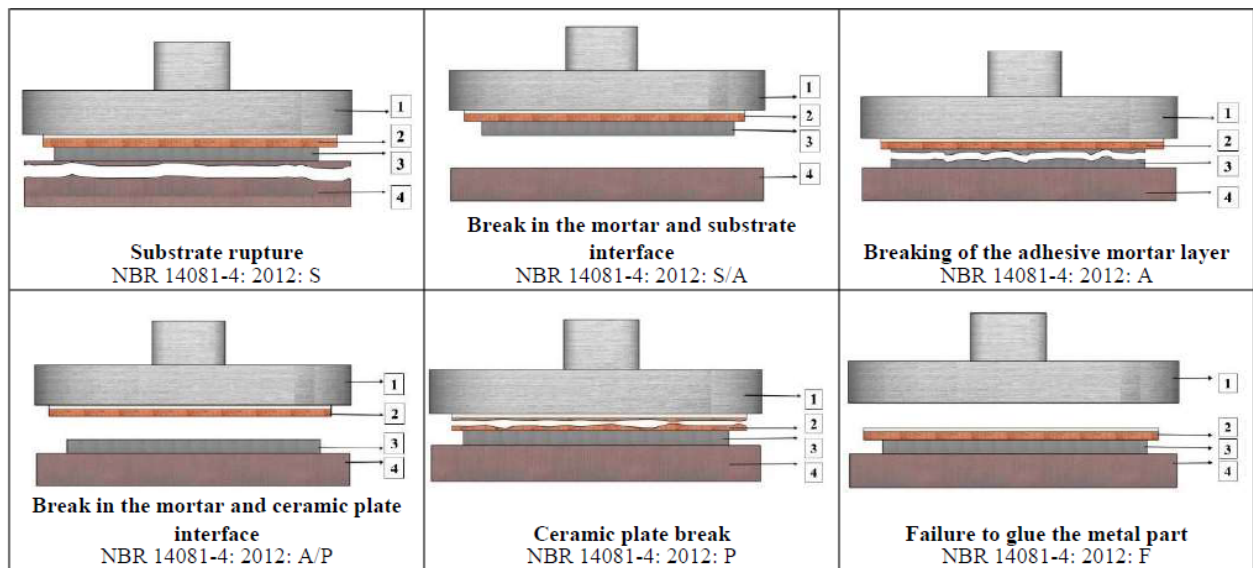 1
2
3
4
Substrate rupture
NBR 14081-4: 2012: S
1
2
3
4
Break in the mortar and substrate
interface
NBR 14081-4: 2012: S/A
1
2
3
4
Breaking of the adhesive mortar layer
NBR 14081-4: 2012: A
1
2
3
4
Break in the mortar and ceramic plate
interface
NBR 14081-4: 2012: A/P
1
2
3
4
Ceramic plate break
NBR 14081-4: 2012: P
1
2
3
4
Failure to glue the metal part
NBR 14081-4: 2012: F